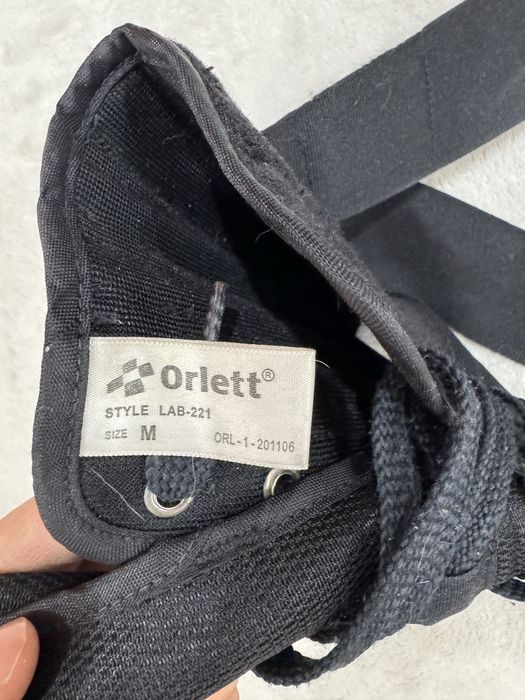 Orlett®
STYLE LAB-221
SIZE M ORL-1-201106